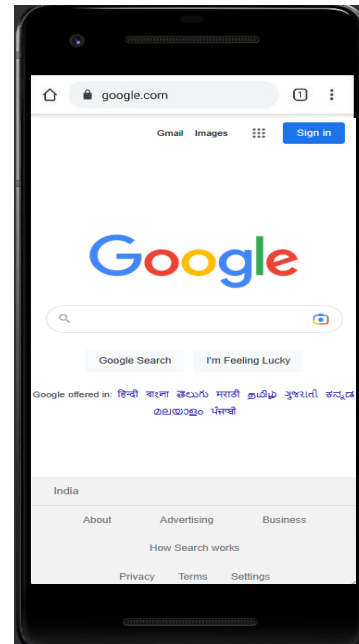 google.com 1
Gmail Images Sign in
Google
Google Search I'm Feeling Lucky
Google offered in: हिन्दी বাংলা తెలుగు मराठी தமிழ் ગુજરાતી ಕನ್ನಡ
മലയാളം ਪੰਜਾਬੀ
India
About Advertising Business
How Search works
Privacy Terms Settings